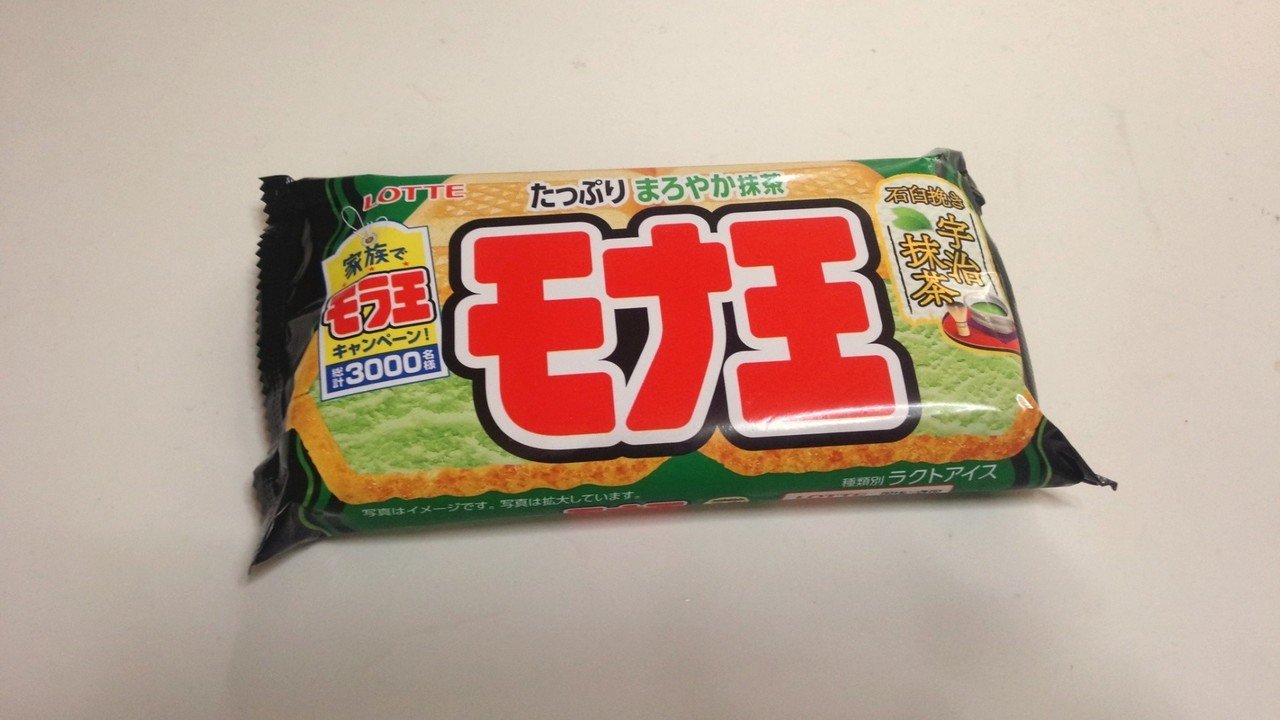 LOTTE
たっぷり まろやか抹茶
モナ王
家族で
モラ王
キャンペーン!
総計3000名様
石臼挽き
宇治
抹茶
種類別 ラクトアイス
写真はイメージです。写真は拡大しています。